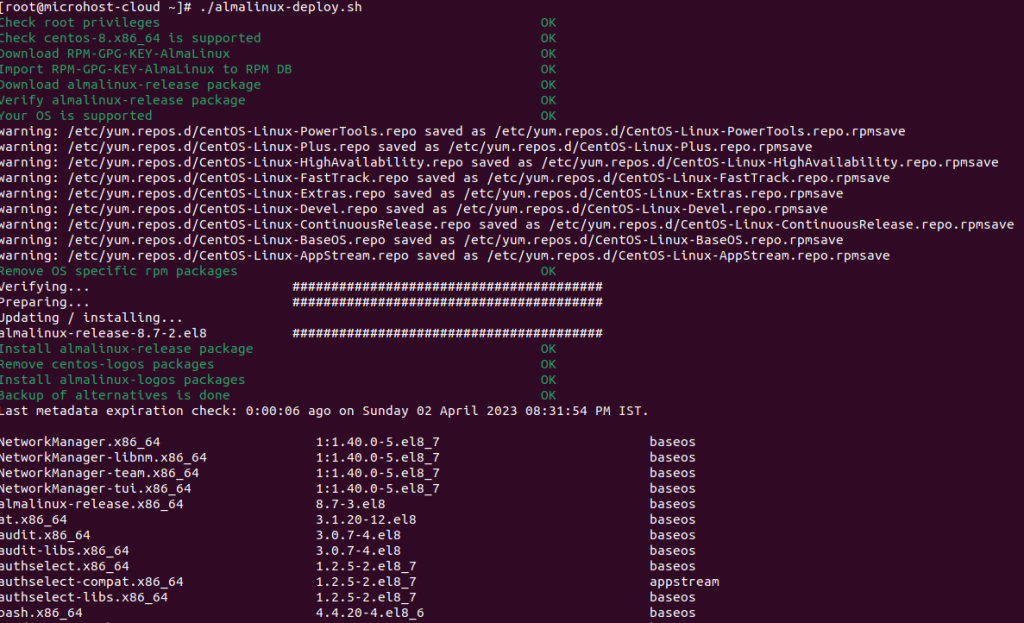 [root@microhost-cloud ~]# ./almalinux-deploy.sh
Check root privileges OK
Check centos-8.x86_64 is supported OK
Download RPM-GPG-KEY-AlmaLinux OK
Import RPM-GPG-KEY-AlmaLinux to RPM DB OK
Download almalinux-release package OK
Verify almalinux-release package OK
Your OS is supported OK
warning: /etc/yum.repos.d/CentOS-Linux-PowerTools.repo saved as /etc/yum.repos.d/CentOS-Linux-PowerTools.repo.rpmsave
warning: /etc/yum.repos.d/CentOS-Linux-Plus.repo saved as /etc/yum.repos.d/CentOS-Linux-Plus.repo.rpmsave
warning: /etc/yum.repos.d/CentOS-Linux-HighAvailability.repo saved as /etc/yum.repos.d/CentOS-Linux-HighAvailability.repo.rpmsave
warning: /etc/yum.repos.d/CentOS-Linux-FastTrack.repo saved as /etc/yum.repos.d/CentOS-Linux-FastTrack.repo.rpmsave
warning: /etc/yum.repos.d/CentOS-Linux-Extras.repo saved as /etc/yum.repos.d/CentOS-Linux-Extras.repo.rpmsave
warning: /etc/yum.repos.d/CentOS-Linux-Devel.repo saved as /etc/yum.repos.d/CentOS-Linux-Devel.repo.rpmsave
warning: /etc/yum.repos.d/CentOS-Linux-ContinuousRelease.repo saved as /etc/yum.repos.d/CentOS-Linux-ContinuousRelease.repo.rpmsave
warning: /etc/yum.repos.d/CentOS-Linux-BaseOS.repo saved as /etc/yum.repos.d/CentOS-Linux-BaseOS.repo.rpmsave
warning: /etc/yum.repos.d/CentOS-Linux-AppStream.repo saved as /etc/yum.repos.d/CentOS-Linux-AppStream.repo.rpmsave
Remove OS specific rpm packages OK
Verifying... ########################################
Preparing... ########################################
Updating / installing...
almalinux-release-8.7-2.el8 ########################################
Install almalinux-release package OK
Remove centos-logos packages OK
Install almalinux-logos packages OK
Backup of alternatives is done OK
Last metadata expiration check: 0:00:06 ago on Sunday 02 April 2023 08:31:54 PM IST.
NetworkManager.x86_64 1:1.40.0-5.el8_7 baseos
NetworkManager-libnm.x86_64 1:1.40.0-5.el8_7 baseos
NetworkManager-team.x86_64 1:1.40.0-5.el8_7 baseos
NetworkManager-tui.x86_64 1:1.40.0-5.el8_7 baseos
almalinux-release.x86_64 8.7-3.el8 baseos
at.x86_64 3.1.20-12.el8 baseos
audit.x86_64 3.0.7-4.el8 baseos
audit-libs.x86_64 3.0.7-4.el8 baseos
authselect.x86_64 1.2.5-2.el8_7 baseos
authselect-compat.x86_64 1.2.5-2.el8_7 appstream
authselect-libs.x86_64 1.2.5-2.el8_7 baseos
bash.x86_64 4.4.20-4.el8_6 baseos